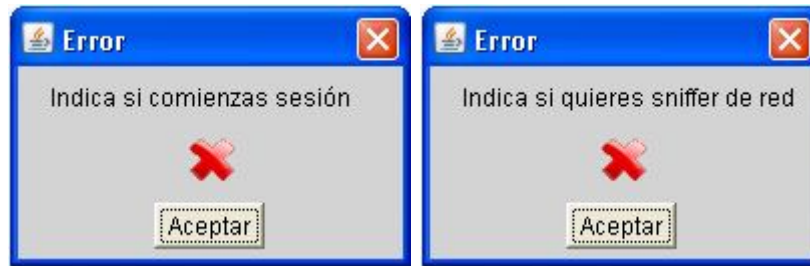 Error
Indica si comienzas sesión
Aceptar
Error
Indica si quieres sniffer de red
Aceptar